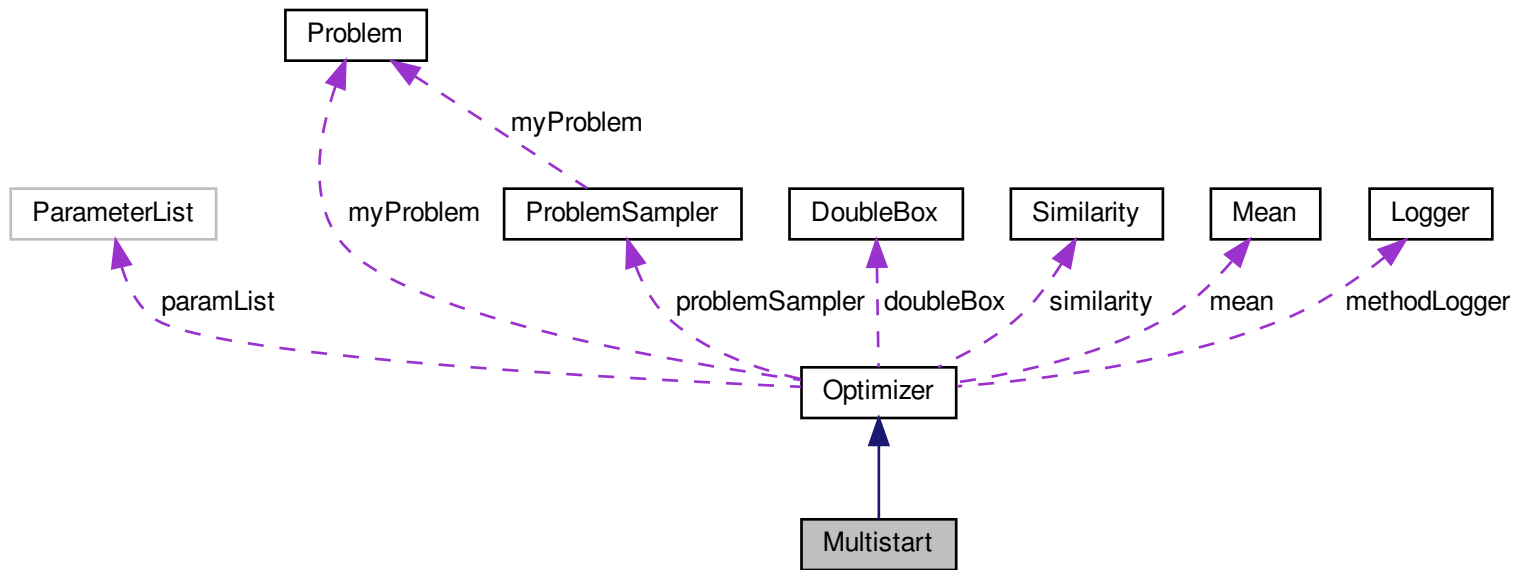 Problem
myProblem
ParameterList
myProblem
ProblemSampler
DoubleBox
Similarity
Mean
Logger
paramList
problemSampler
doubleBox
similarity
mean
methodLogger
Optimizer
Multistart